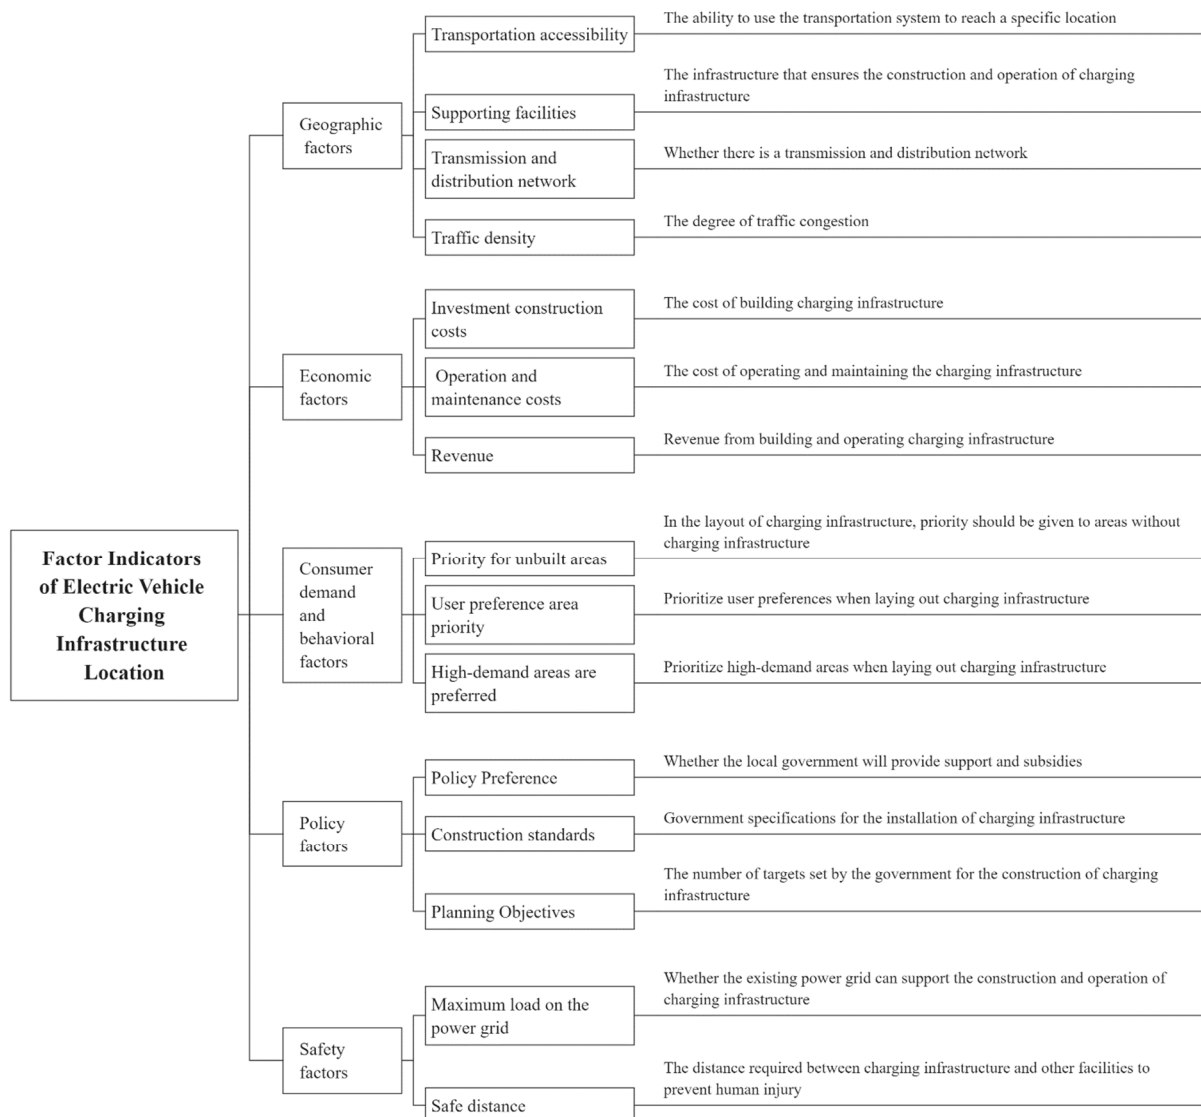 Factor Indicators
of Electric Vehicle
Charging
Infrastructure
Location
Geographic
factors
Transportation accessibility
The ability to use the transportation system to reach a specific location
Supporting facilities
The infrastructure that ensures the construction and operation of charging
infrastructure
Transmission and
distribution network
Whether there is a transmission and distribution network
Traffic density
The degree of traffic congestion
Economic
factors
Investment construction
costs
The cost of building charging infrastructure
Operation and
maintenance costs
The cost of operating and maintaining the charging infrastructure
Revenue
Revenue from building and operating charging infrastructure
Consumer
demand
and
behavioral
factors
Priority for unbuilt areas
In the layout of charging infrastructure, priority should be given to areas without
charging infrastructure
User preference area
priority
Prioritize user preferences when laying out charging infrastructure
High-demand areas are
preferred
Prioritize high-demand areas when laying out charging infrastructure
Policy
factors
Policy Preference
Whether the local government will provide support and subsidies
Construction standards
Government specifications for the installation of charging infrastructure
Planning Objectives
The number of targets set by the government for the construction of charging
infrastructure
Safety
factors
Maximum load on the
power grid
Whether the existing power grid can support the construction and operation of
charging infrastructure
Safe distance
The distance required between charging infrastructure and other facilities to
prevent human injury